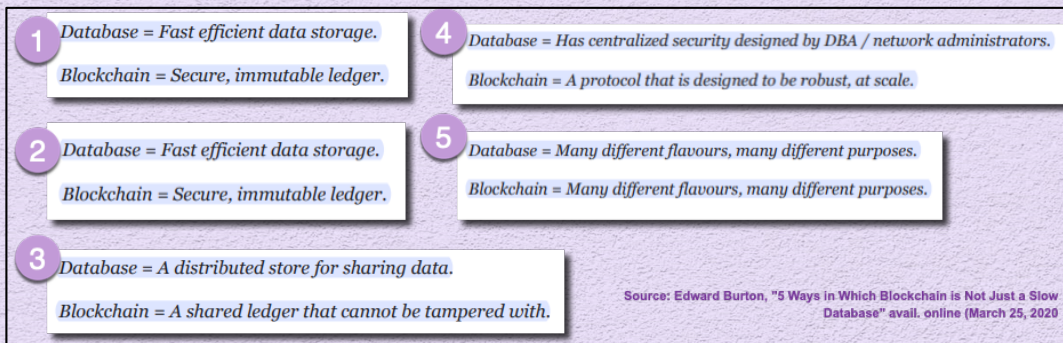 1
Database = Fast efficient data storage.
Blockchain = Secure, immutable ledger.
2
Database = Fast efficient data storage.
Blockchain = Secure, immutable ledger.
3
Database = A distributed store for sharing data.
Blockchain = A shared ledger that cannot be tampered with.
4
Database = Has centralized security designed by DBA / network administrators.
Blockchain = A protocol that is designed to be robust, at scale.
5
Database = Many different flavours, many different purposes.
Blockchain = Many different flavours, many different purposes.
Source: Edward Burton, "5 Ways in Which Blockchain is Not Just a Slow
Database" avail. online (March 25, 2020